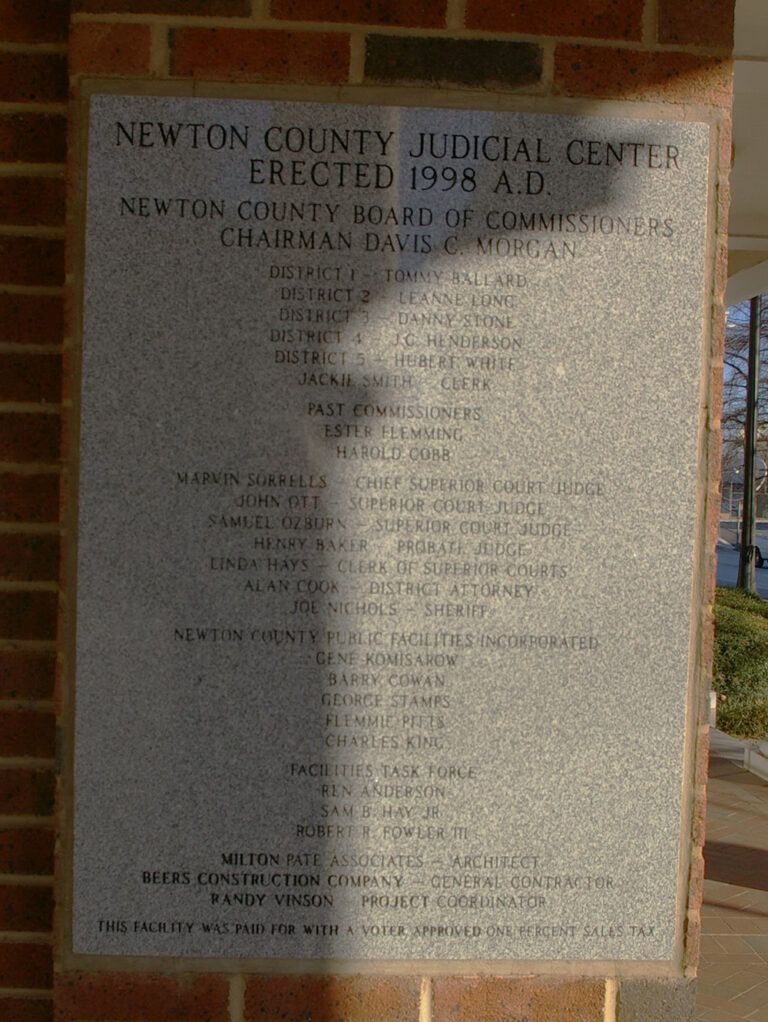 NEWTON COUNTY JUDICIAL CENTER
ERECTED 1998 A.D.
NEWTON COUNTY BOARD OF COMMISSIONERS
CHAIRMAN DAVIS C. MORGAN
DISTRICT 1 – TOMMY BALLARD
DISTRICT 2 – LEANNE LONG
DISTRICT 3 – DANNY STONE
DISTRICT 4 – J.C. HENDERSON
DISTRICT 5 – HUBERT WHITE
JACKIE SMITH – CLERK
PAST COMMISSIONERS
ESTER FLEMMING
HAROLD COBB
MARVIN SORRELLS – CHIEF SUPERIOR COURT JUDGE
JOHN OTT – SUPERIOR COURT JUDGE
SAMUEL OZBURN – SUPERIOR COURT JUDGE
HENRY BAKER – PROBATE JUDGE
LINDA HAYS – CLERK OF SUPERIOR COURTS
ALAN COOK – DISTRICT ATTORNEY
JOE NICHOLS – SHERIFF
NEWTON COUNTY PUBLIC FACILITIES INCORPORATED
GENE KOMISAROW
BARRY COWAN
GEORGE STAMPS
FLEMMIE PITTS
CHARLES KING
FACILITIES TASK FORCE
REN ANDERSON
SAM B. HAY JR.
ROBERT R. FOWLER III
MILTON PATE ASSOCIATES – ARCHITECT
BEERS CONSTRUCTION COMPANY – GENERAL CONTRACTOR
RANDY VINSON – PROJECT COORDINATOR
THIS FACILITY WAS PAID FOR WITH A VOTER APPROVED ONE PERCENT SALES TAX